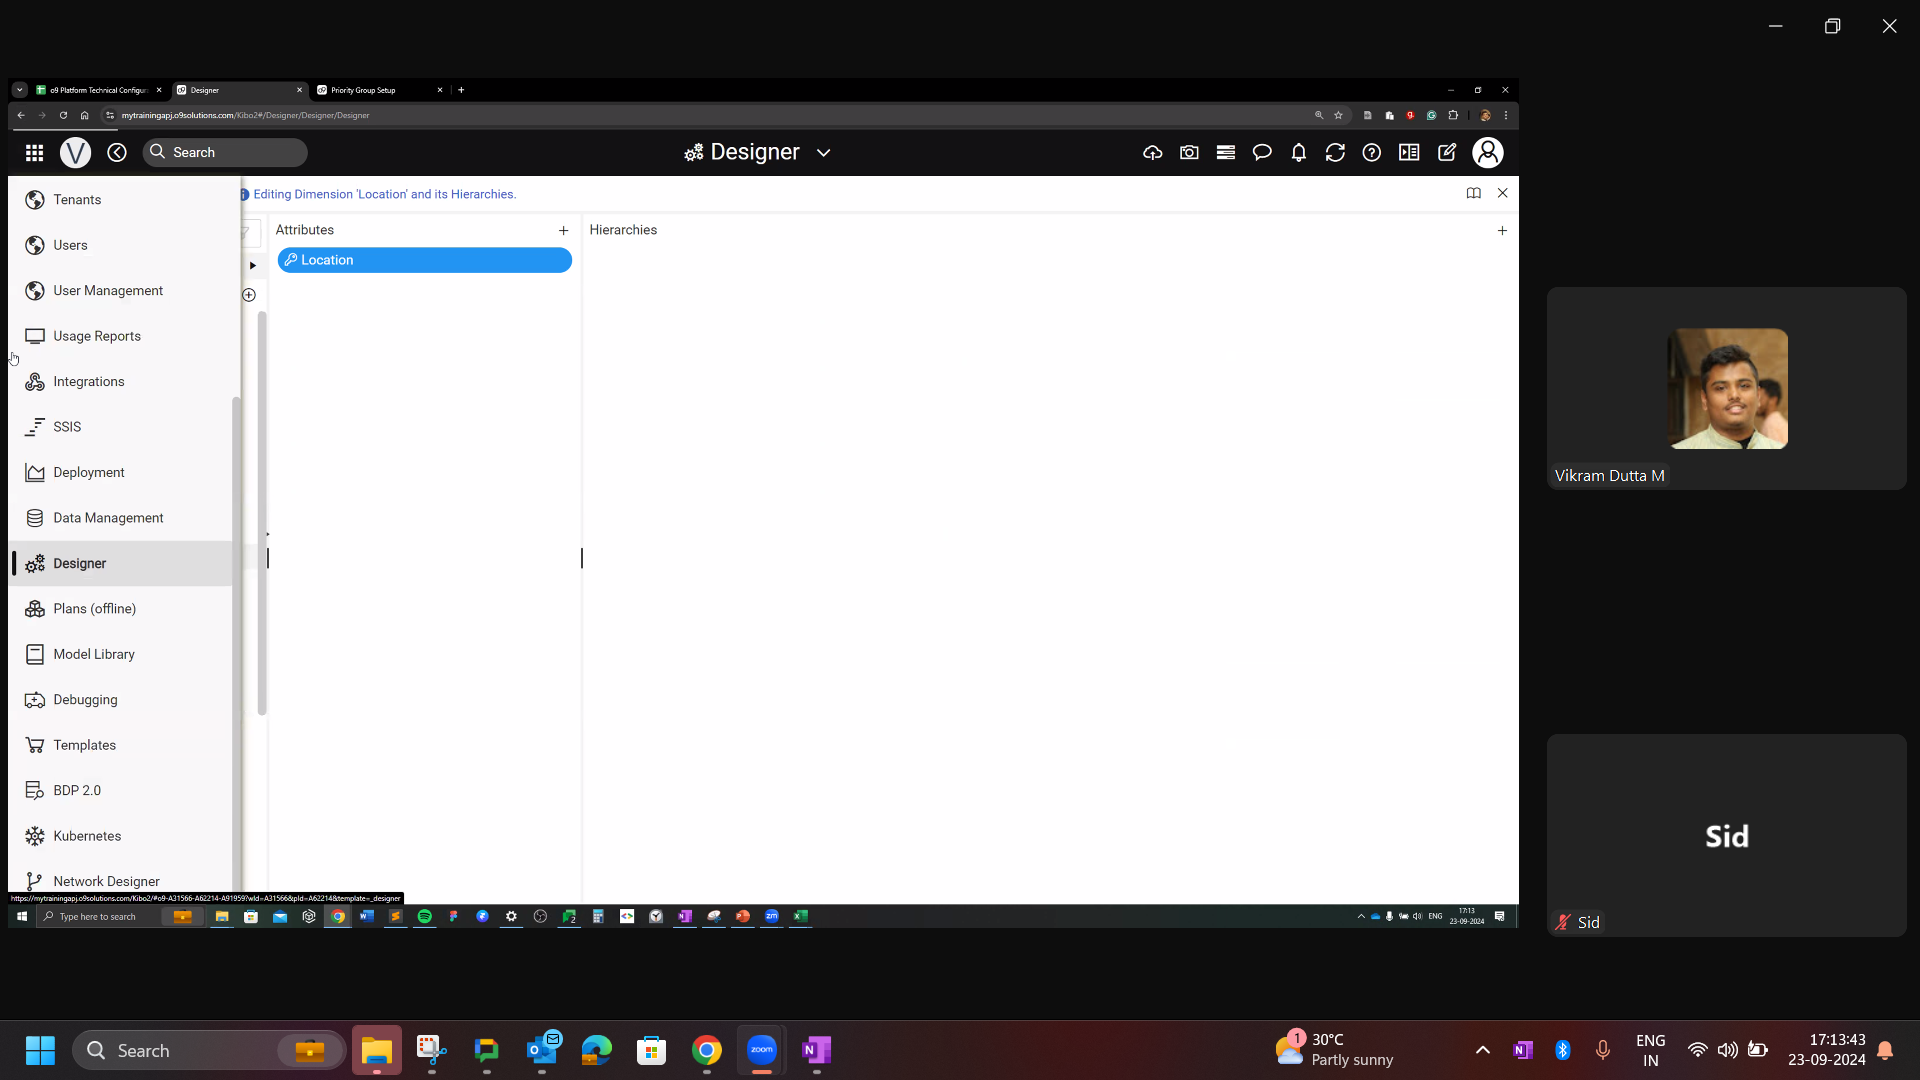 o9 Platform Technical Configur
Designer
Priority Group Setup
mytrainingapj.o9solutions.com/Kibo2#/Designer/Designer/Designer
V
Search
Designer
Tenants
Users
User Management
Usage Reports
Integrations
SSIS
Deployment
Data Management
Designer
Plans (offline)
Model Library
Debugging
Templates
BDP 2.0
Kubernetes
Network Designer
Editing Dimension 'Location' and its Hierarchies.
Attributes
Hierarchies
Location
https://mytrainingapj.o9solutions.com/Kibo2/#o9-A31566-A62214-A91959?wId=A31566&pId=A62214&template=_designer
Type here to search
ENG
17:13
23-09-2024
Vikram Dutta M
Sid
Sid
Search
zoom
1
30°C
Partly sunny
ENG
IN
17:13:43
23-09-2024